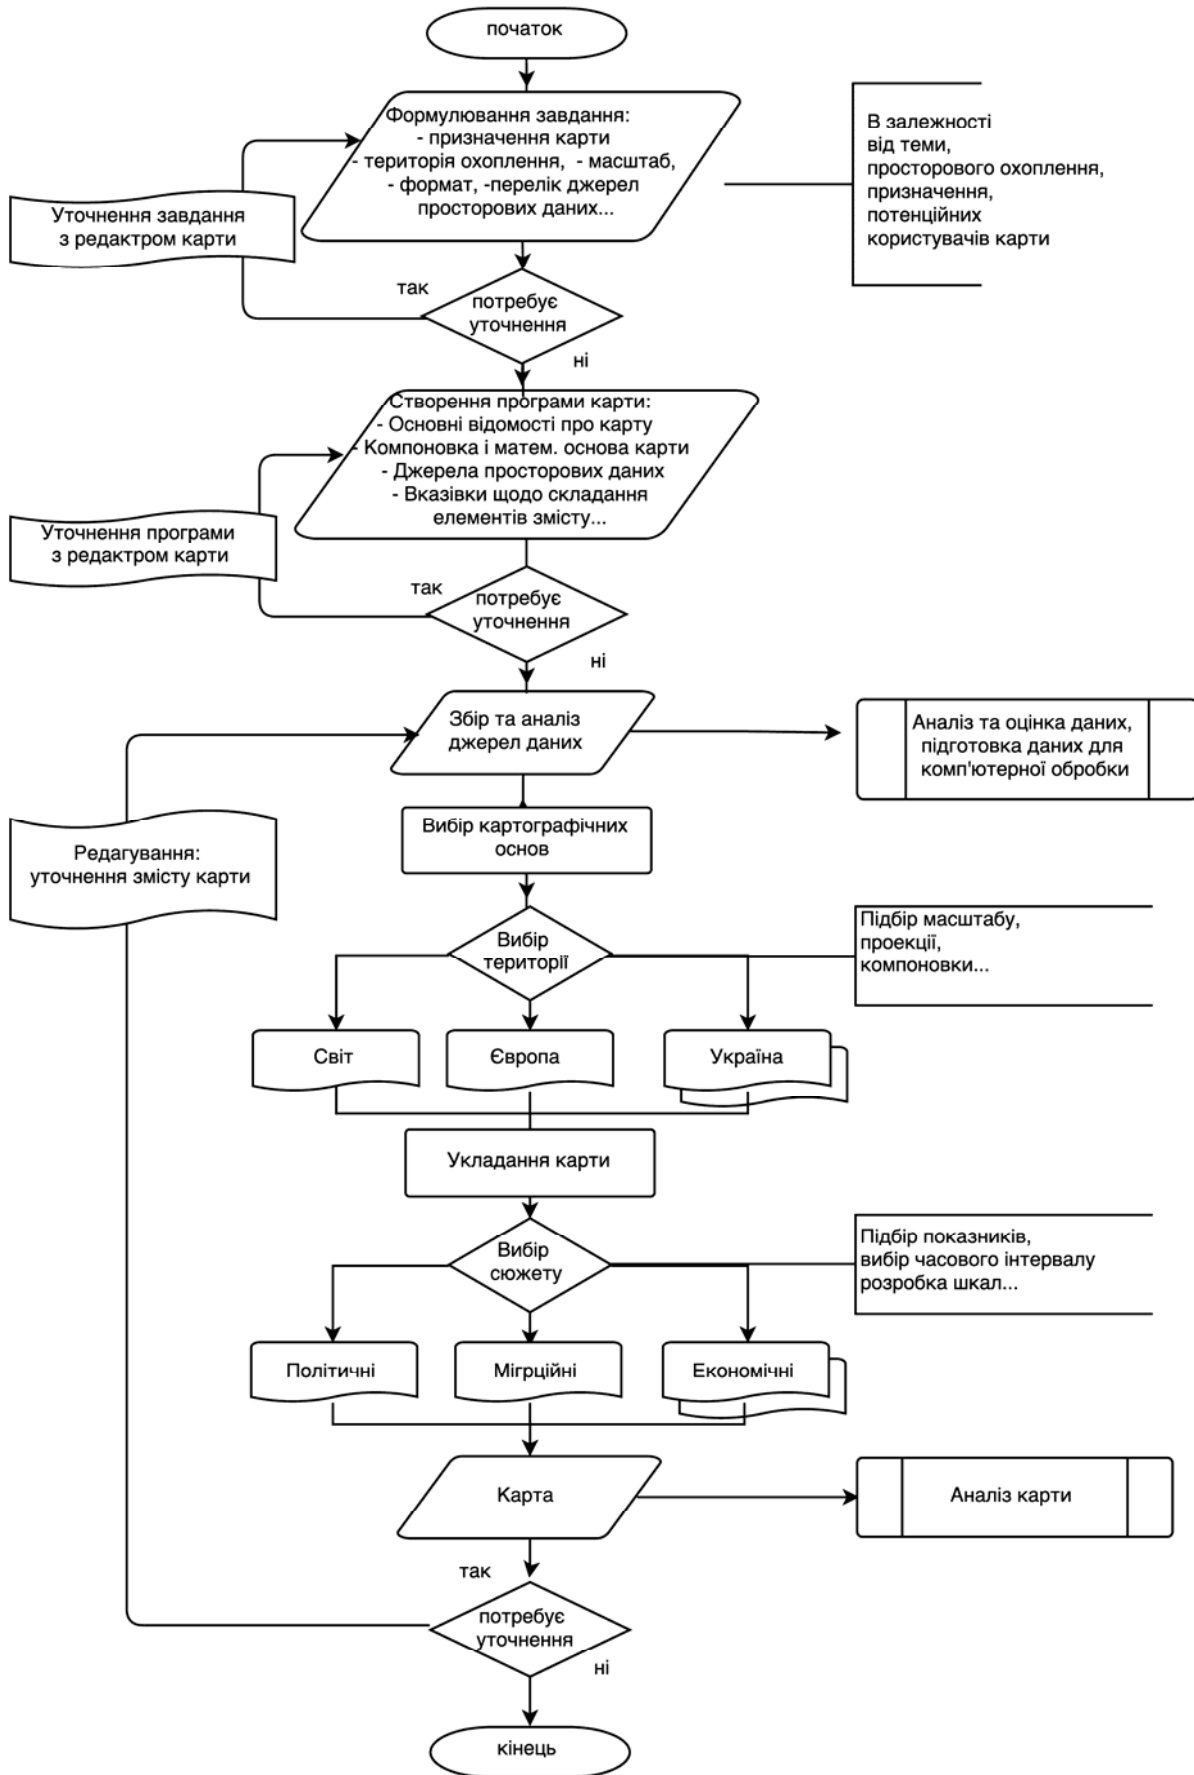 початок
Формулювання завдання:
- призначення карти
- територія охоплення, - масштаб,
- формат, -перелік джерел
просторових даних...
В залежності
від теми,
просторового охоплення,
призначення,
потенційних
користувачів карти
Уточнення завдання
з редактром карти
так
потребує
уточнення
ні
Створення програми карти:
- Основні відомості про карту
- Компоновка і матем. основа карти
- Джерела просторових даних
- Вказівки щодо складання
елементів змісту...
Уточнення програми
з редактром карти
так
потребує
уточнення
ні
Збір та аналіз
джерел даних
Аналіз та оцінка даних,
підготовка даних для
комп'ютерної обробки
Вибір картографічних
основ
Редагування:
уточнення змісту карти
Вибір
території
Підбір масштабу,
проекції,
компоновки...
Світ
Європа
Україна
Укладання карти
Вибір
сюжету
Підбір показників,
вибір часового інтервалу
розробка шкал...
Політичні
Мігрційні
Економічні
Карта
Аналіз карти
так
потребує
уточнення
ні
кінець